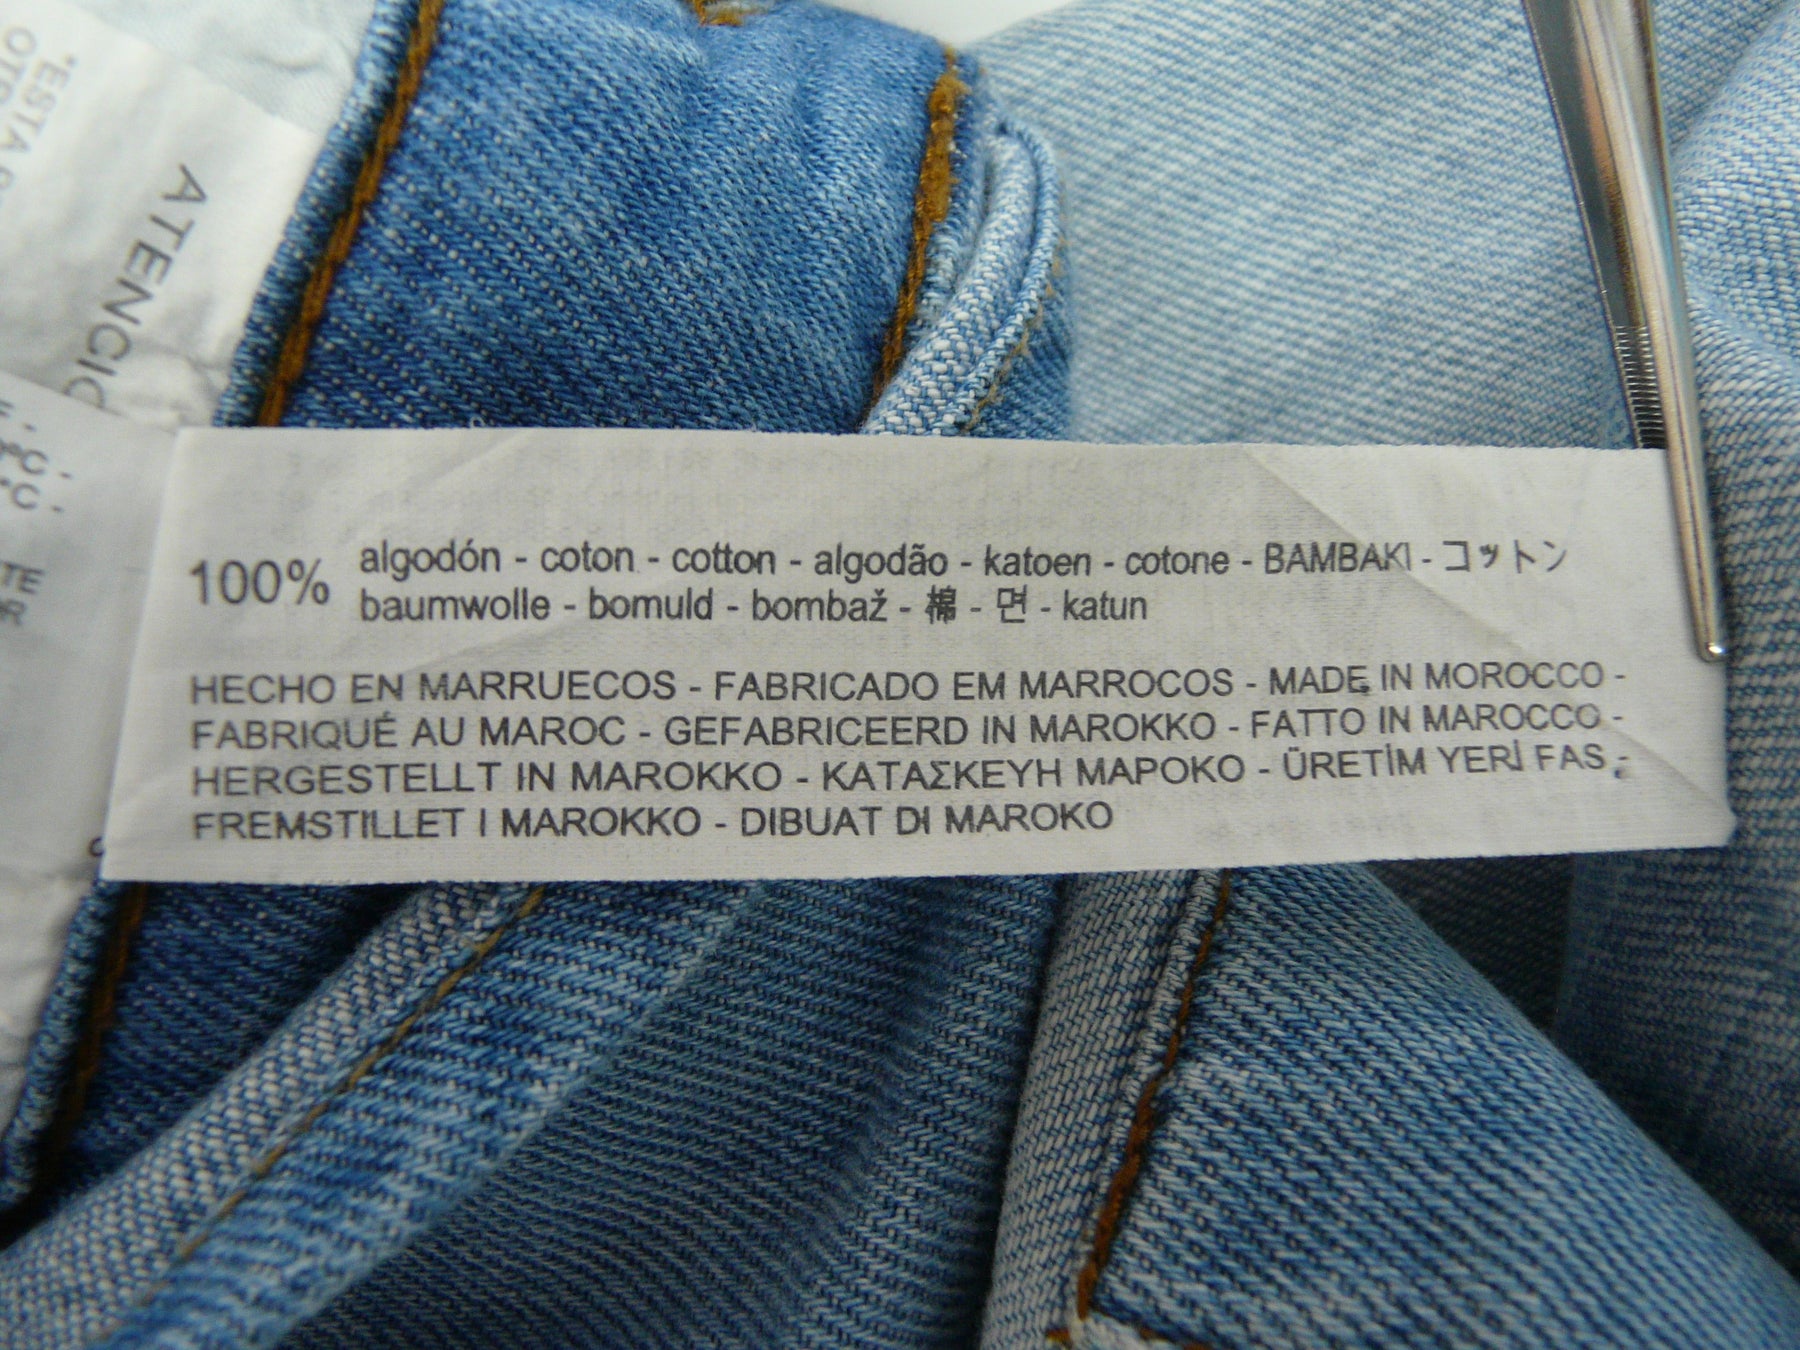 ATENCIÓ
100% algodón - coton - cotton - algodão - katoen - cotone - BAMBAKI - コットン
baumwolle - bomuld - bombaž - 棉 - 면 - katun
HECHO EN MARRUECOS - FABRICADO EM MARROCOS - MADE IN MOROCCO -
FABRIQUÉ AU MAROC - GEFABRICEERD IN MAROKKO - FATTO IN MAROCCO -
HERGESTELLT IN MAROKKO - ΚΑΤΑΣΚΕΥΗ ΜΑΡΟΚΟ - ÜRETİM YERİ FAS -
FREMSTILLET I MAROKKO - DIBUAT DI MAROKO